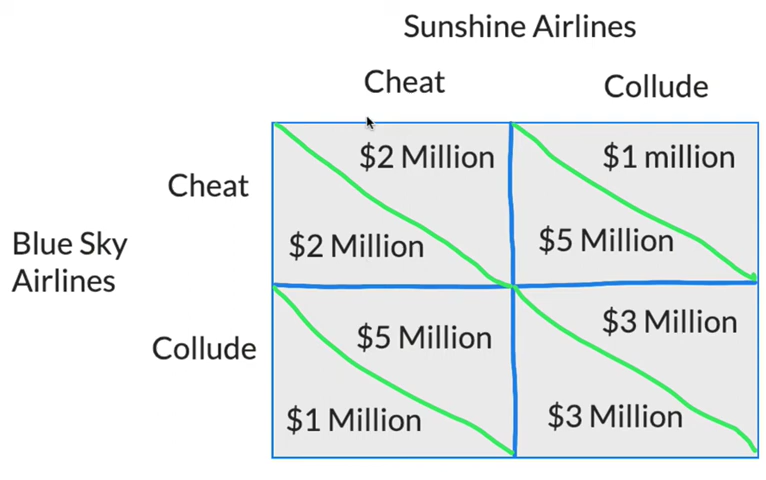 Sunshine Airlines
Cheat
Collude
Cheat
$2 Million
$1 million
$2 Million
$5 Million
Blue Sky
Airlines
Collude
$5 Million
$3 Million
$1 Million
$3 Million